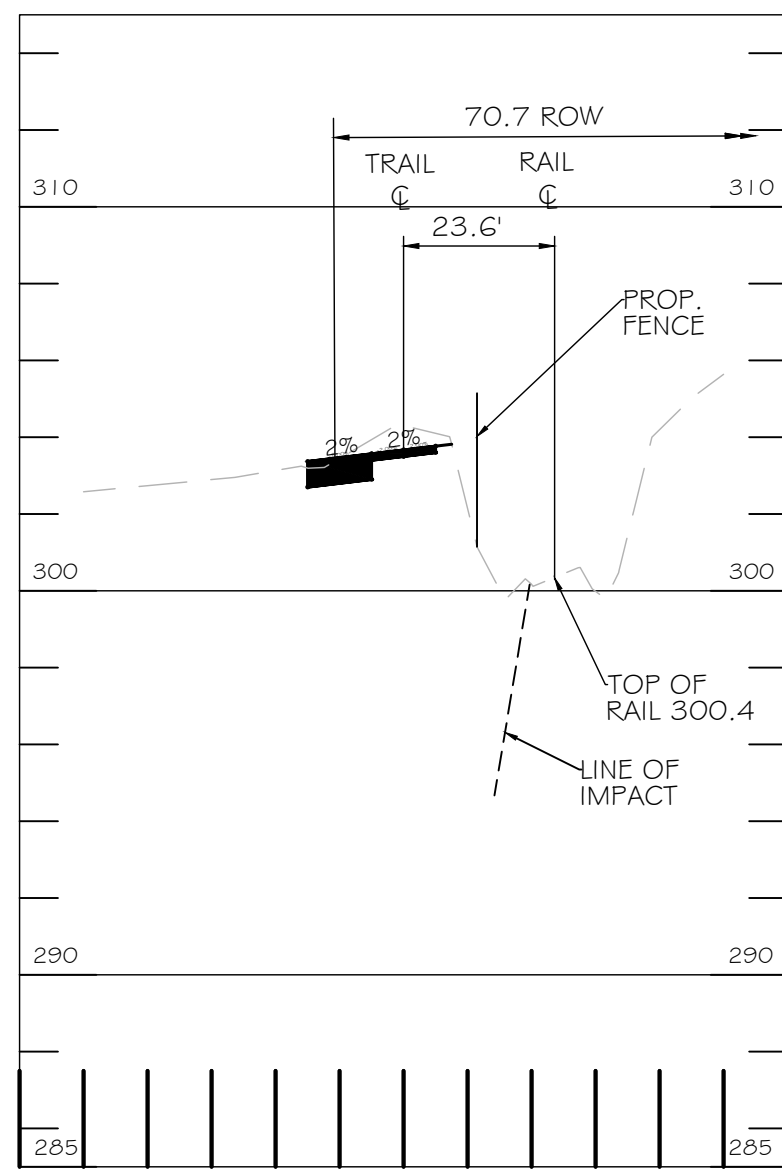 70.7 ROW
TRAIL
℄
RAIL
℄
310
310
23.6'
PROP.
FENCE
2%
2%
300
300
TOP OF
RAIL 300.4
LINE OF
IMPACT
290
290
285
285